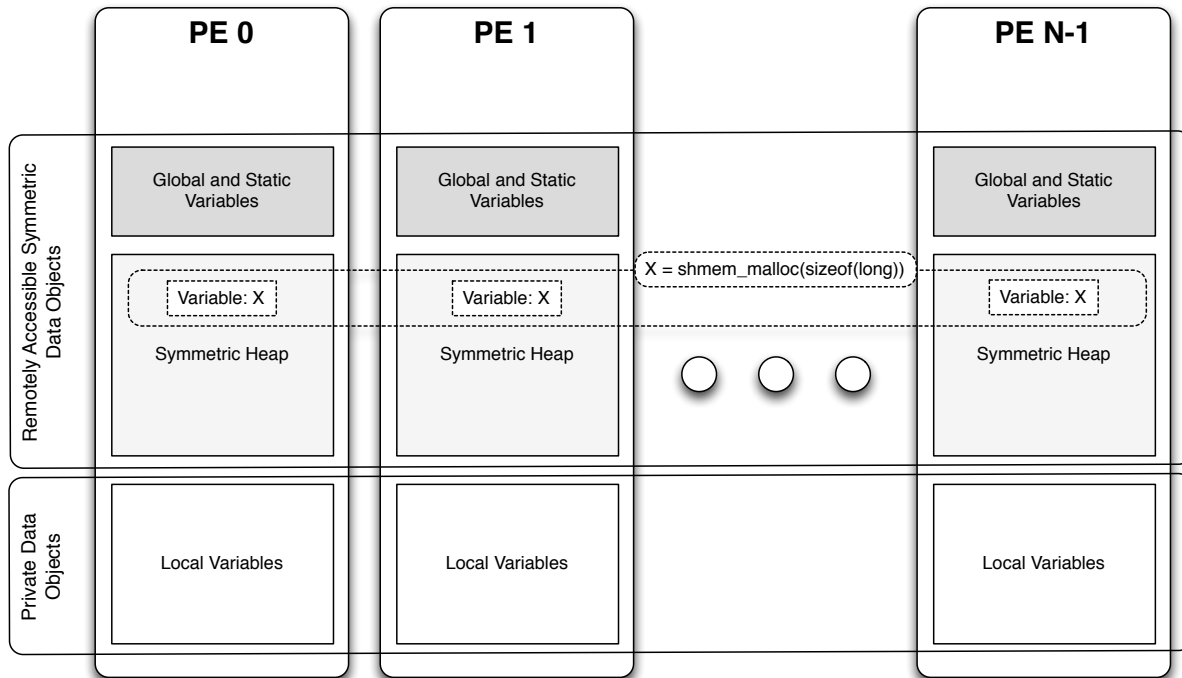 PE 0
PE 1
PE N-1
Remotely Accessible Symmetric
Data Objects
Global and Static
Variables
Global and Static
Variables
Global and Static
Variables
X = shmem_malloc(sizeof(long))
Variable: X
Variable: X
Variable: X
Symmetric Heap
Symmetric Heap
Symmetric Heap
Private Data
Objects
Local Variables
Local Variables
Local Variables